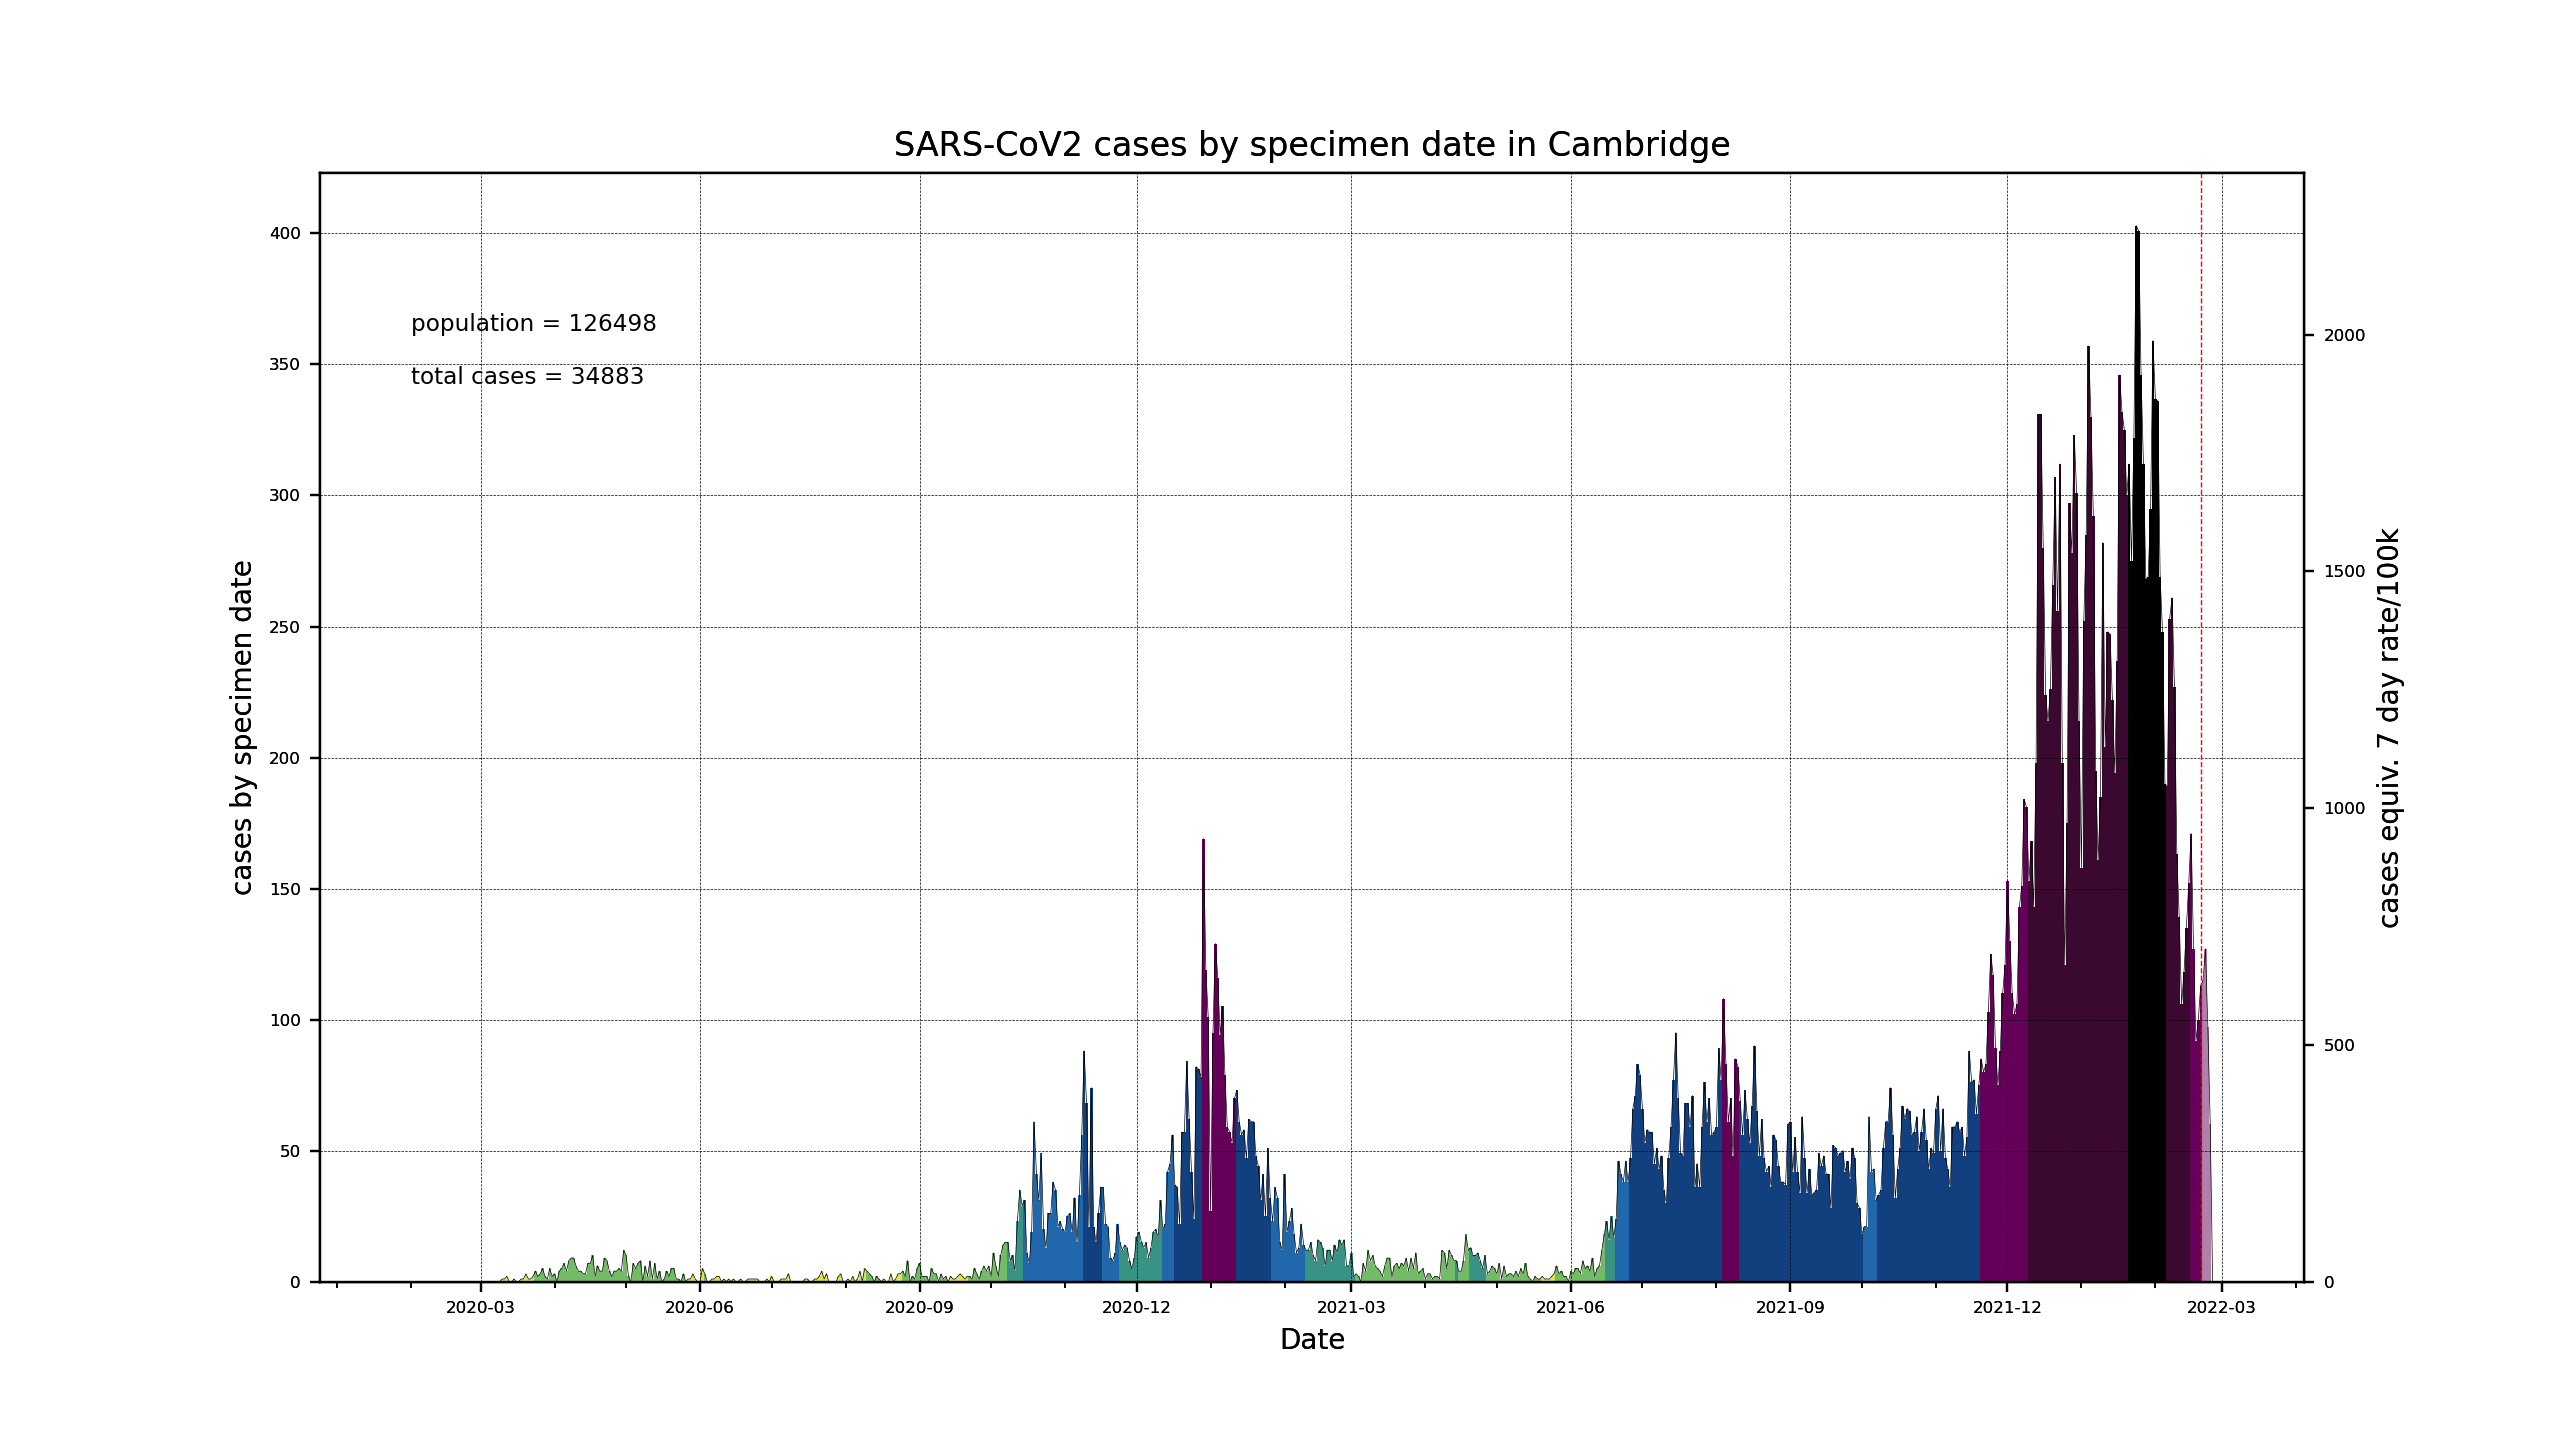 SARS-CoV2 cases by specimen date in Cambridge
population = 126498
total cases = 34883
cases by specimen date
400
350
300
250
200
150
100
50
0
2000
1500
1000
500
0
cases equiv. 7 day rate/100k
2020-03 2020-06 2020-09 2020-12 2021-03 2021-06 2021-09 2021-12 2022-03
Date